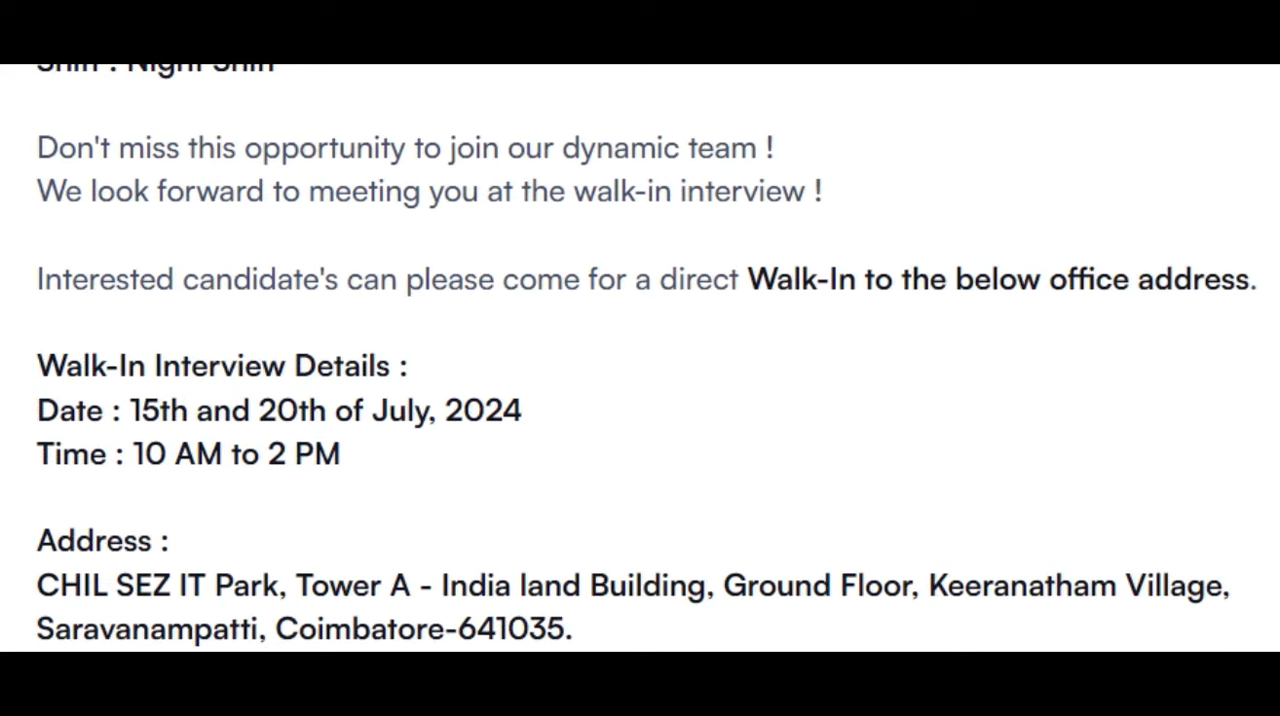 Shift : Night Shift
Don't miss this opportunity to join our dynamic team !
We look forward to meeting you at the walk-in interview !
Interested candidate's can please come for a direct Walk-In to the below office address.
Walk-In Interview Details :
Date : 15th and 20th of July, 2024
Time : 10 AM to 2 PM
Address :
CHIL SEZ IT Park, Tower A - India land Building, Ground Floor, Keeranatham Village,
Saravanampatti, Coimbatore-641035.